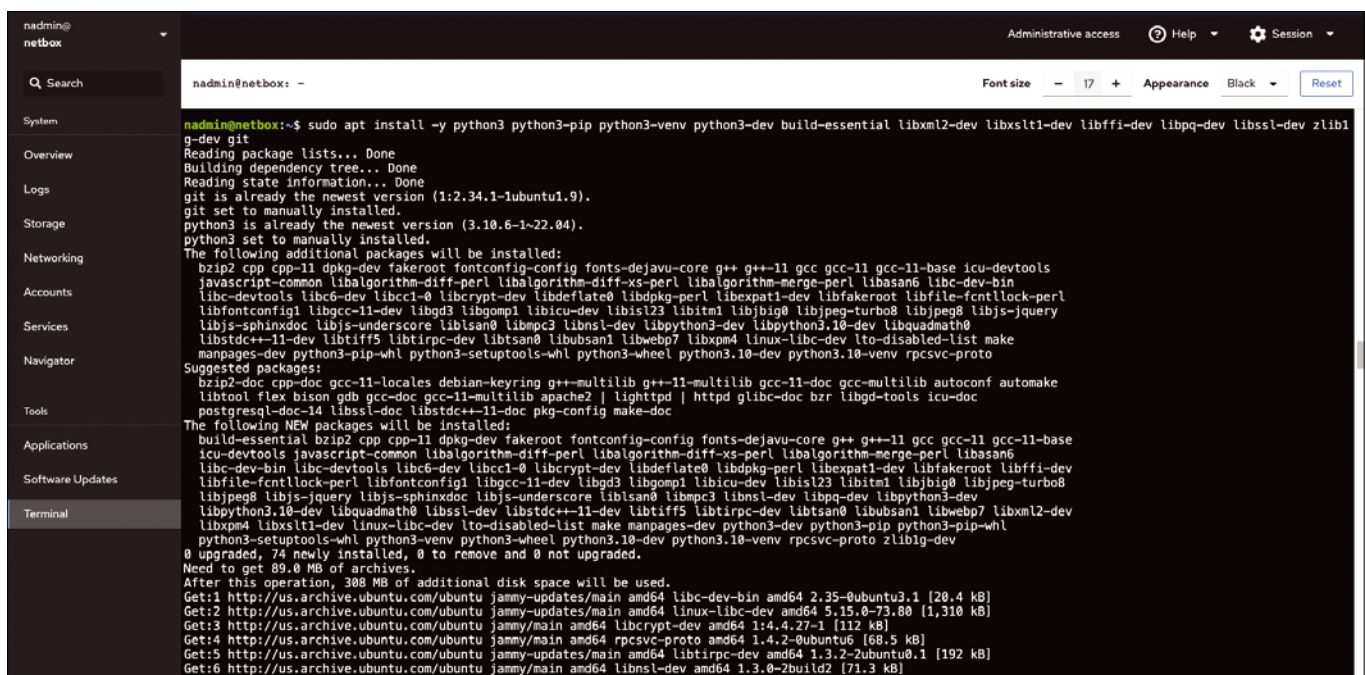 nadmin@
netbox
Administrative access
Help
Session
Search
nadmin@netbox: ~
Font size
17
Appearance
Black
Reset
System
Overview
Logs
Storage
Networking
Accounts
Services
Navigator
Tools
Applications
Software Updates
Terminal
nadmin@netbox:~$ sudo apt install -y python3 python3-pip python3-venv python3-dev build-essential libxml2-dev libxslt1-dev libffi-dev libpq-dev libssl-dev zlib1
g-dev git
Reading package lists... Done
Building dependency tree... Done
Reading state information... Done
git is already the newest version (1:2.34.1-1ubuntu1.9).
git set to manually installed.
python3 is already the newest version (3.10.6-1~22.04).
python3 set to manually installed.
The following additional packages will be installed:
bzip2 cpp cpp-11 dpkg-dev fakeroot fontconfig-config fonts-dejavu-core g++ g++-11 gcc gcc-11 gcc-11-base icu-devtools
javascript-common libalgorithm-diff-perl libalgorithm-diff-xs-perl libalgorithm-merge-perl libasan6 libc-dev-bin
libc-devtools libc6-dev libcc1-0 libcrypt-dev libdeflate0 libdpkg-perl libexpat1-dev libfakeroot libfile-fcntllock-perl
libfontconfig1 libgcc-11-dev libgd3 libgomp1 libicu-dev libisl23 libitm1 libjbig0 libjpeg-turbo8 libjpeg8 libjs-jquery
libjs-sphinxdoc libjs-underscore liblsan0 libmpc3 libnsl-dev libpython3-dev libpython3.10-dev libquadmath0
libstdc++-11-dev libtiff5 libtirpc-dev libtsan0 libubsan1 libwebp7 libxpm4 linux-libc-dev lto-disabled-list make
manpages-dev python3-pip-whl python3-setuptools-whl python3-wheel python3.10-dev python3.10-venv rpcsvc-proto
Suggested packages:
bzip2-doc cpp-doc gcc-11-locales debian-keyring g++-multilib g++-11-multilib gcc-11-doc gcc-multilib autoconf automake
libtool flex bison gdb gcc-doc gcc-11-multilib apache2 | lighttpd | httpd glibc-doc bzr libgd-tools icu-doc
postgresql-doc-14 libssl-doc libstdc++-11-doc pkg-config make-doc
The following NEW packages will be installed:
build-essential bzip2 cpp cpp-11 dpkg-dev fakeroot fontconfig-config fonts-dejavu-core g++ g++-11 gcc gcc-11 gcc-11-base
icu-devtools javascript-common libalgorithm-diff-perl libalgorithm-diff-xs-perl libalgorithm-merge-perl libasan6
libc-dev-bin libc-devtools libc6-dev libcc1-0 libcrypt-dev libdeflate0 libdpkg-perl libexpat1-dev libfakeroot libffi-dev
libfile-fcntllock-perl libfontconfig1 libgcc-11-dev libgd3 libgomp1 libicu-dev libisl23 libitm1 libjbig0 libjpeg-turbo8
libjpeg8 libjs-jquery libjs-sphinxdoc libjs-underscore liblsan0 libmpc3 libnsl-dev libpq-dev libpython3-dev
libpython3.10-dev libquadmath0 libssl-dev libstdc++-11-dev libtiff5 libtirpc-dev libtsan0 libubsan1 libwebp7 libxml2-dev
libxpm4 libxslt1-dev linux-libc-dev lto-disabled-list make manpages-dev python3-dev python3-pip python3-pip-whl
python3-setuptools-whl python3-venv python3-wheel python3.10-dev python3.10-venv rpcsvc-proto zlib1g-dev
0 upgraded, 74 newly installed, 0 to remove and 0 not upgraded.
Need to get 89.0 MB of archives.
After this operation, 308 MB of additional disk space will be used.
Get:1 http://us.archive.ubuntu.com/ubuntu jammy-updates/main amd64 libc-dev-bin amd64 2.35-0ubuntu3.1 [20.4 kB]
Get:2 http://us.archive.ubuntu.com/ubuntu jammy-updates/main amd64 linux-libc-dev amd64 5.15.0-73.80 [1,310 kB]
Get:3 http://us.archive.ubuntu.com/ubuntu jammy/main amd64 libcrypt-dev amd64 1:4.4.27-1 [112 kB]
Get:4 http://us.archive.ubuntu.com/ubuntu jammy/main amd64 rpcsvc-proto amd64 1.4.2-0ubuntu6 [68.5 kB]
Get:5 http://us.archive.ubuntu.com/ubuntu jammy-updates/main amd64 libtirpc-dev amd64 1.3.2-2ubuntu0.1 [192 kB]
Get:6 http://us.archive.ubuntu.com/ubuntu jammy/main amd64 libnsl-dev amd64 1.3.0-2build2 [71.3 kB]